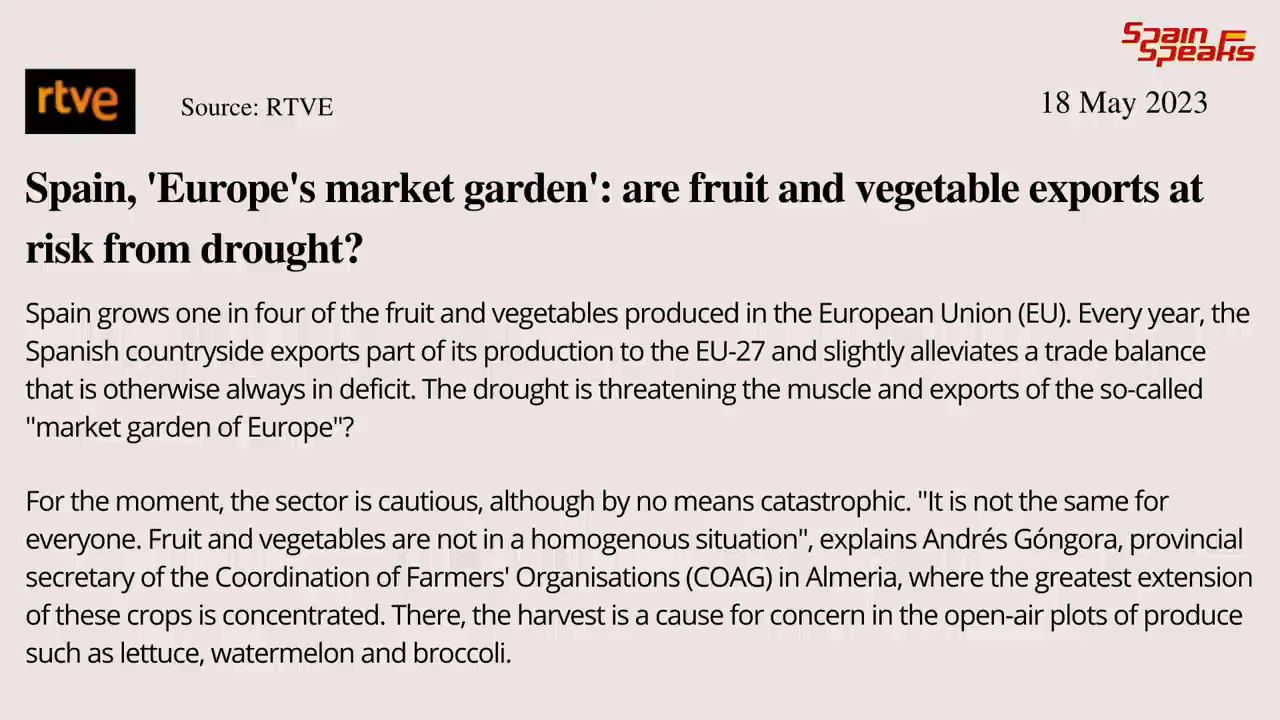 Spain
Speaks
rtve
Source: RTVE
18 May 2023
Spain, 'Europe's market garden': are fruit and vegetable exports at
risk from drought?
Spain grows one in four of the fruit and vegetables produced in the European Union (EU). Every year, the
Spanish countryside exports part of its production to the EU-27 and slightly alleviates a trade balance
that is otherwise always in deficit. The drought is threatening the muscle and exports of the so-called
"market garden of Europe"?
For the moment, the sector is cautious, although by no means catastrophic. "It is not the same for
everyone. Fruit and vegetables are not in a homogenous situation", explains Andrés Góngora, provincial
secretary of the Coordination of Farmers' Organisations (COAG) in Almeria, where the greatest extension
of these crops is concentrated. There, the harvest is a cause for concern in the open-air plots of produce
such as lettuce, watermelon and broccoli.